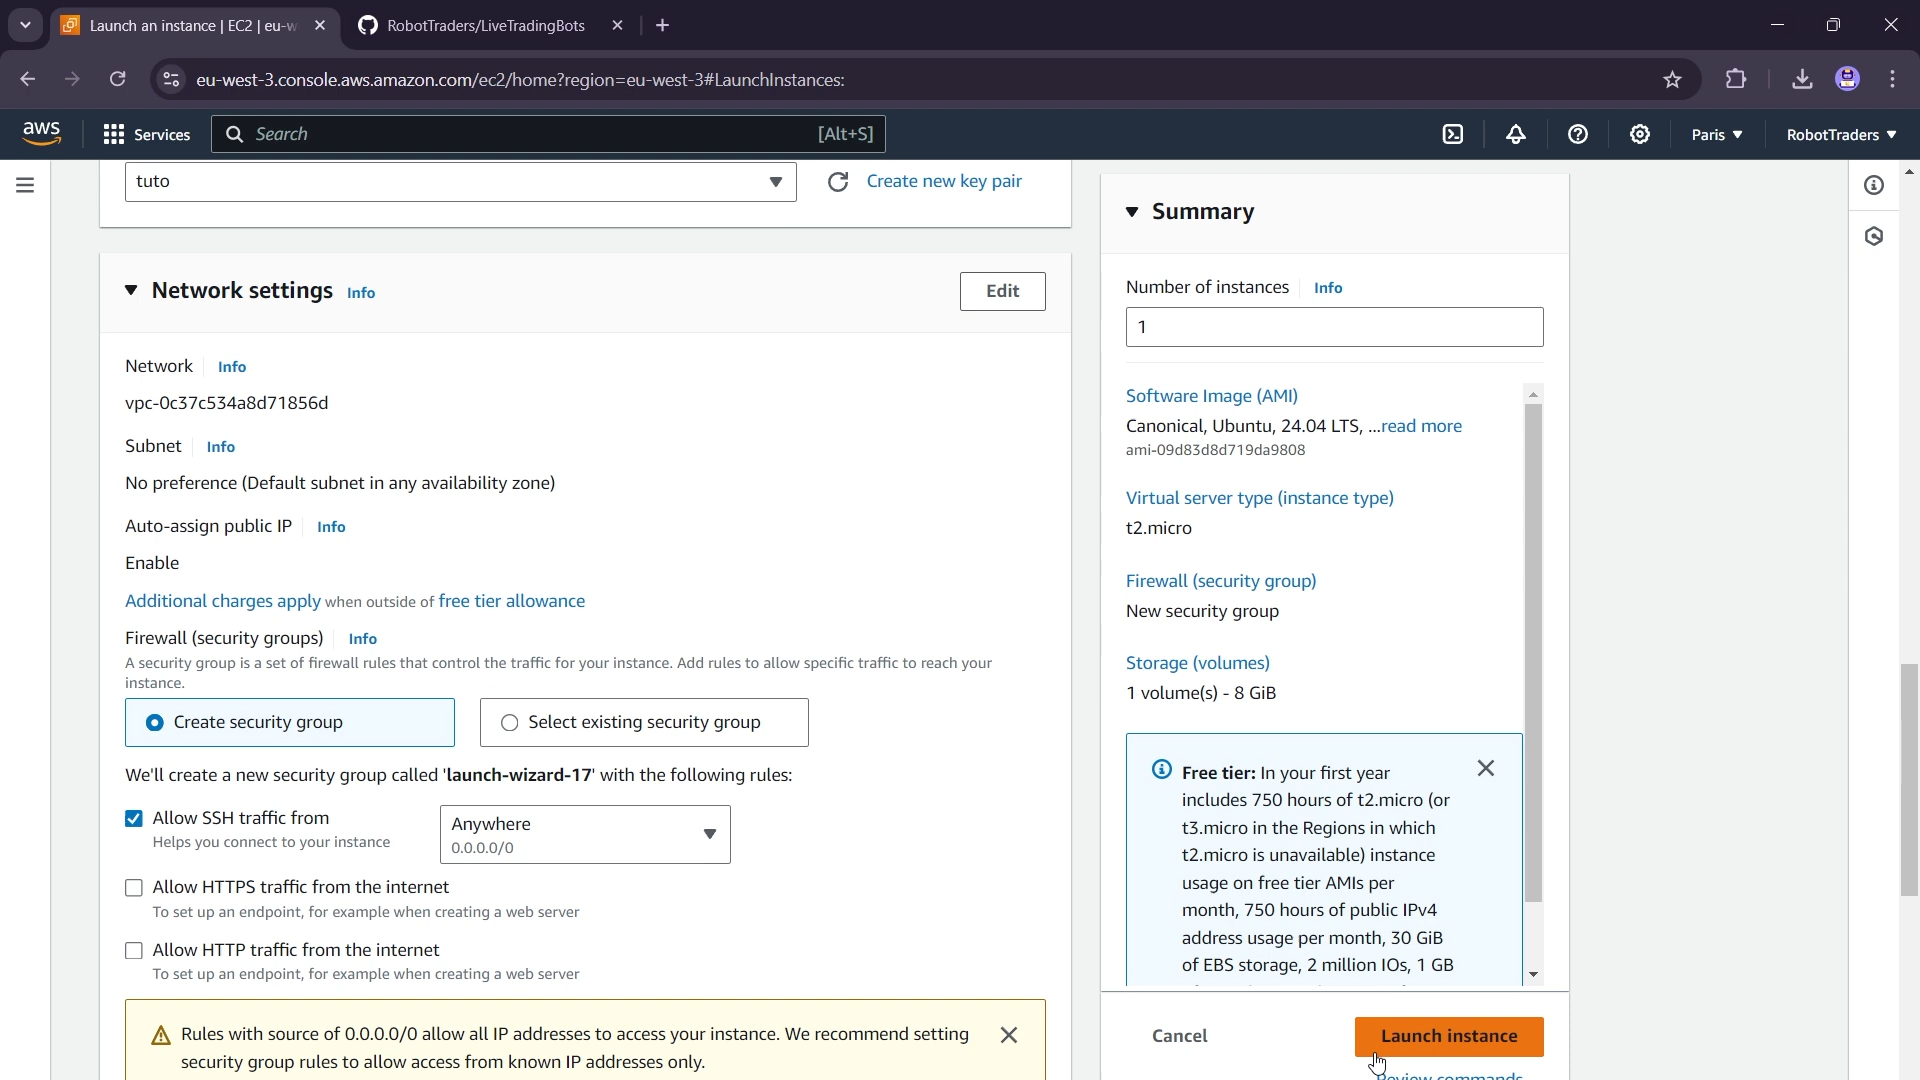 Launch an instance | EC2 | eu-w
RobotTraders/LiveTradingBots
eu-west-3.console.aws.amazon.com/ec2/home?region=eu-west-3#LaunchInstances:
aws
Services
Search
[Alt+S]
Paris
RobotTraders
tuto
Create new key pair
Network settings Info
Edit
Network Info
vpc-0c37c534a8d71856d
Subnet Info
No preference (Default subnet in any availability zone)
Auto-assign public IP Info
Enable
Additional charges apply when outside of free tier allowance
Firewall (security groups) Info
A security group is a set of firewall rules that control the traffic for your instance. Add rules to allow specific traffic to reach your
instance.
Create security group
Select existing security group
We'll create a new security group called 'launch-wizard-17' with the following rules:
Allow SSH traffic from
Helps you connect to your instance
Anywhere
0.0.0.0/0
Allow HTTPS traffic from the internet
To set up an endpoint, for example when creating a web server
Allow HTTP traffic from the internet
To set up an endpoint, for example when creating a web server
Rules with source of 0.0.0.0/0 allow all IP addresses to access your instance. We recommend setting
security group rules to allow access from known IP addresses only.
Summary
Number of instances Info
1
Software Image (AMI)
Canonical, Ubuntu, 24.04 LTS, ...read more
ami-09d83d8d719da9808
Virtual server type (instance type)
t2.micro
Firewall (security group)
New security group
Storage (volumes)
1 volume(s) - 8 GiB
Free tier: In your first year
includes 750 hours of t2.micro (or
t3.micro in the Regions in which
t2.micro is unavailable) instance
usage on free tier AMIs per
month, 750 hours of public IPv4
address usage per month, 30 GiB
of EBS storage, 2 million IOs, 1 GB
Cancel
Launch instance
Review commands